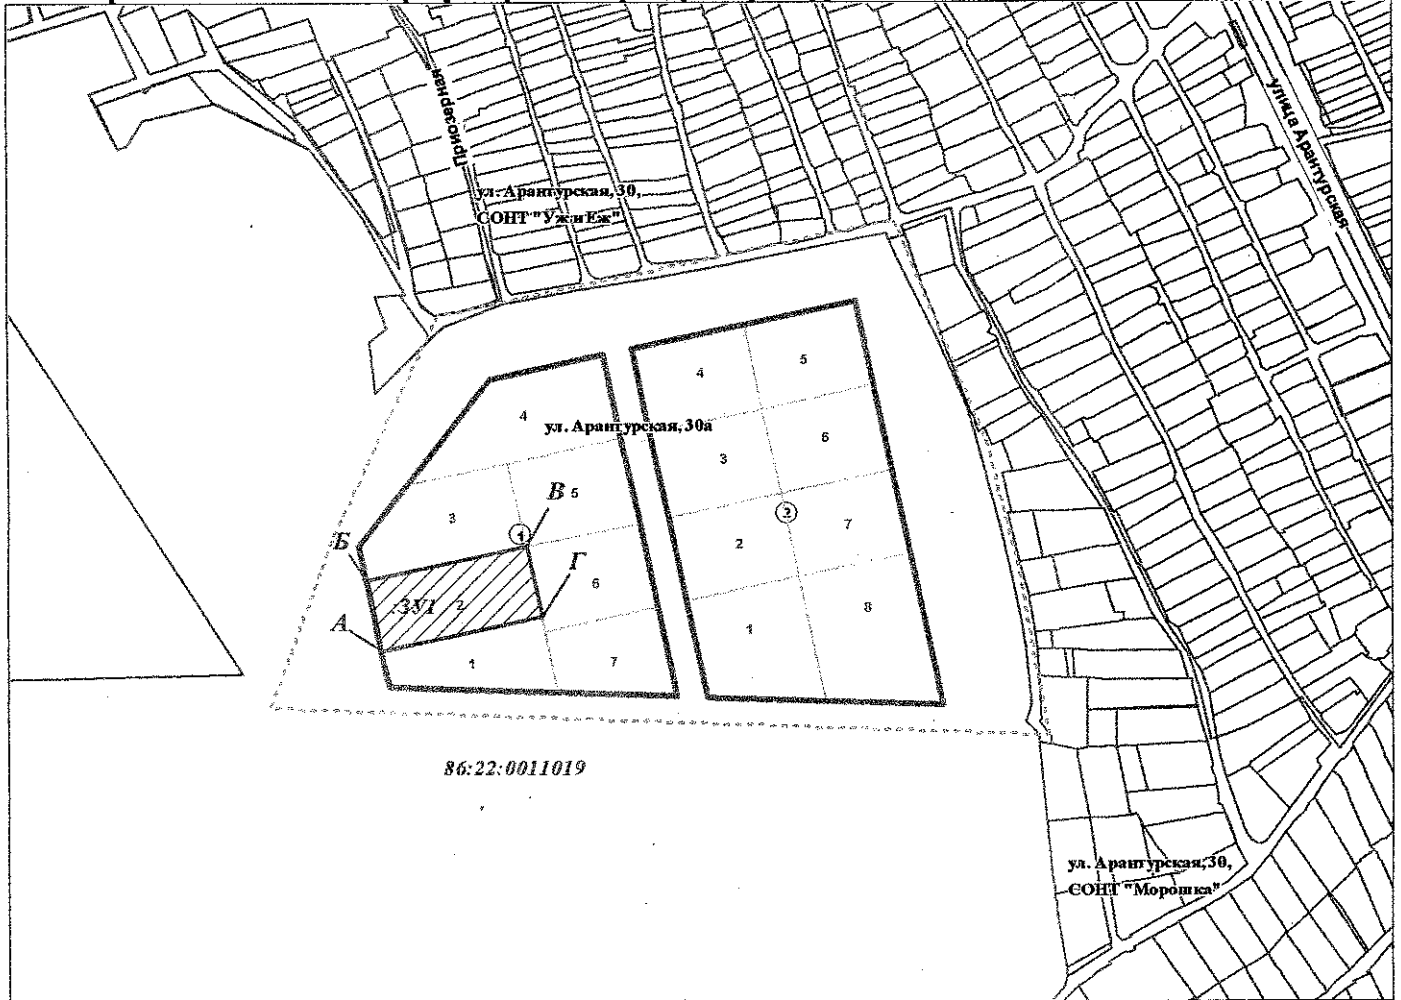 Приозерная
улица Арантурская
ул. Арантурская, 30,
СОНТ "Уж и Еж"
4
5
4
ул. Арантурская, 30а
6
3
3
В
5
1
2
7
2
Б
Г
6
:ЗУ1
2
8
А
1
1
7
86:22:0011019
ул. Арантурская, 30,
СОНТ "Морошка"